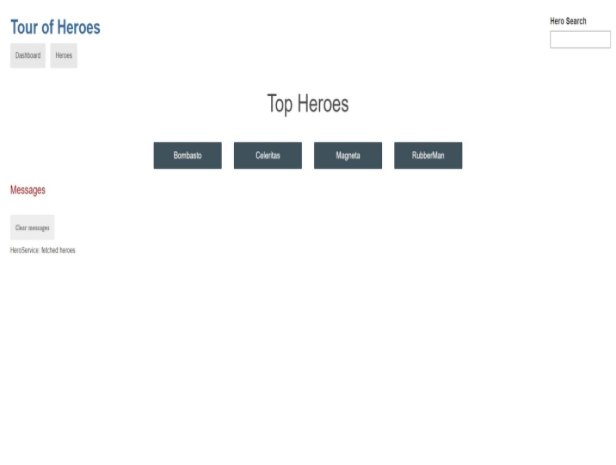 Tour of Heroes
Hero Search
Dashboard Heroes
Top Heroes
Bombasto Celeritas Magneta RubberMan
Messages
Clear messages
HeroService: fetched heroes